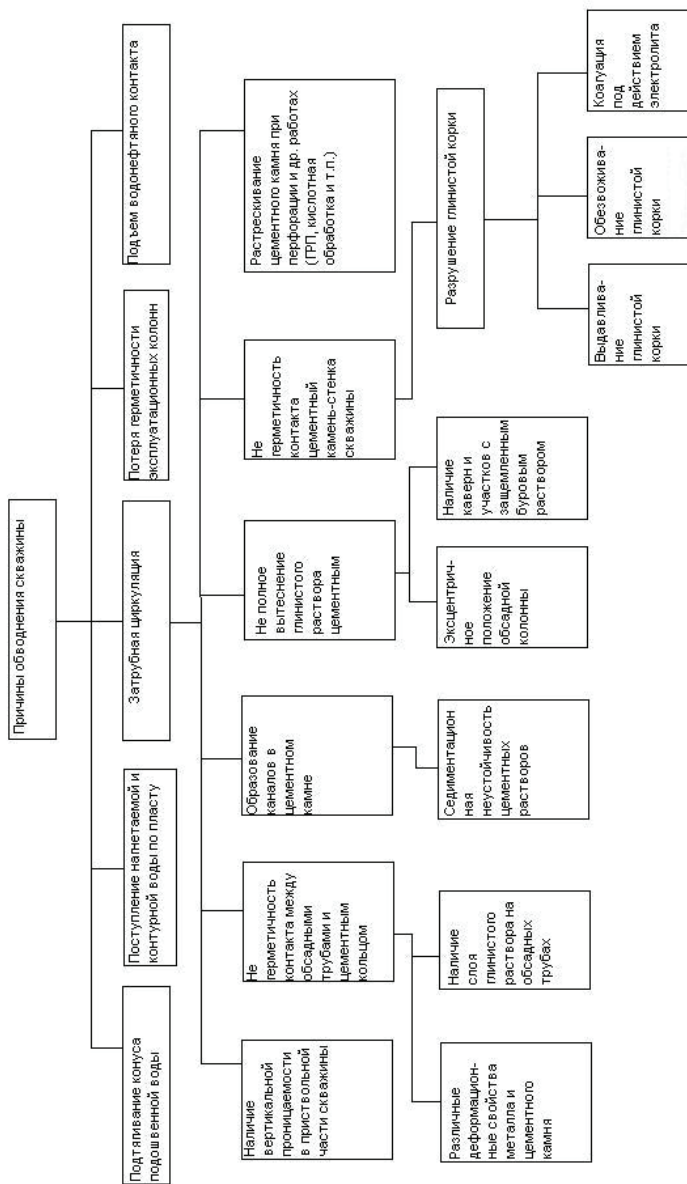 Причины обводнения скважины
Подтягивание конуса
подошвенной воды
Поступление нагнетаемой и
контурной воды по пласту
Затрубная циркуляция
Потеря герметичности
эксплуатационных колонн
Подъем водонефтяного контакта
Наличие
вертикальной
проницаемости
в приствольной
части скважины
Не
герметичность
контакта между
обсадными
трубами и
цементным
кольцом
Образование
каналов в
цементном
камне
Не полное
вытеснение
глинистого
раствора
цементным
Не
герметичность
контакта
цементный
камень-стенка
скважины
Растрескивание
цементного камня при
перфорации и др. работах
(ГРП, кислотная
обработка и т.п.)
Различные
деформацион-
ные свойства
металла и
цементного
камня
Наличие
слоя
глинистого
раствора на
обсадных
трубах
Седиментацион
ная
неустойчивость
цементных
растворов
Эксцентрич-
ное
положение
обсадной
колонны
Наличие
каверн и
участков с
защемленным
буровым
раствором
Разрушение глинистой корки
Выдавлива-
ние
глинистой
корки
Обезвожива-
ние
глинистой
корки
Коагуация
под
действием
электролита